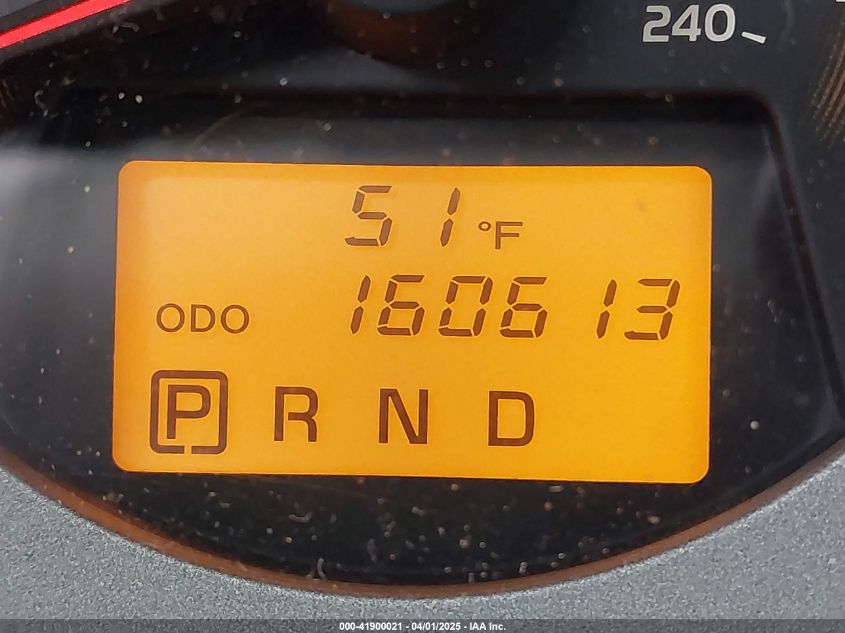 240
51 °F
ODO 160613
P R N D
000-41900021 - 04/01/2025 - IAA Inc.